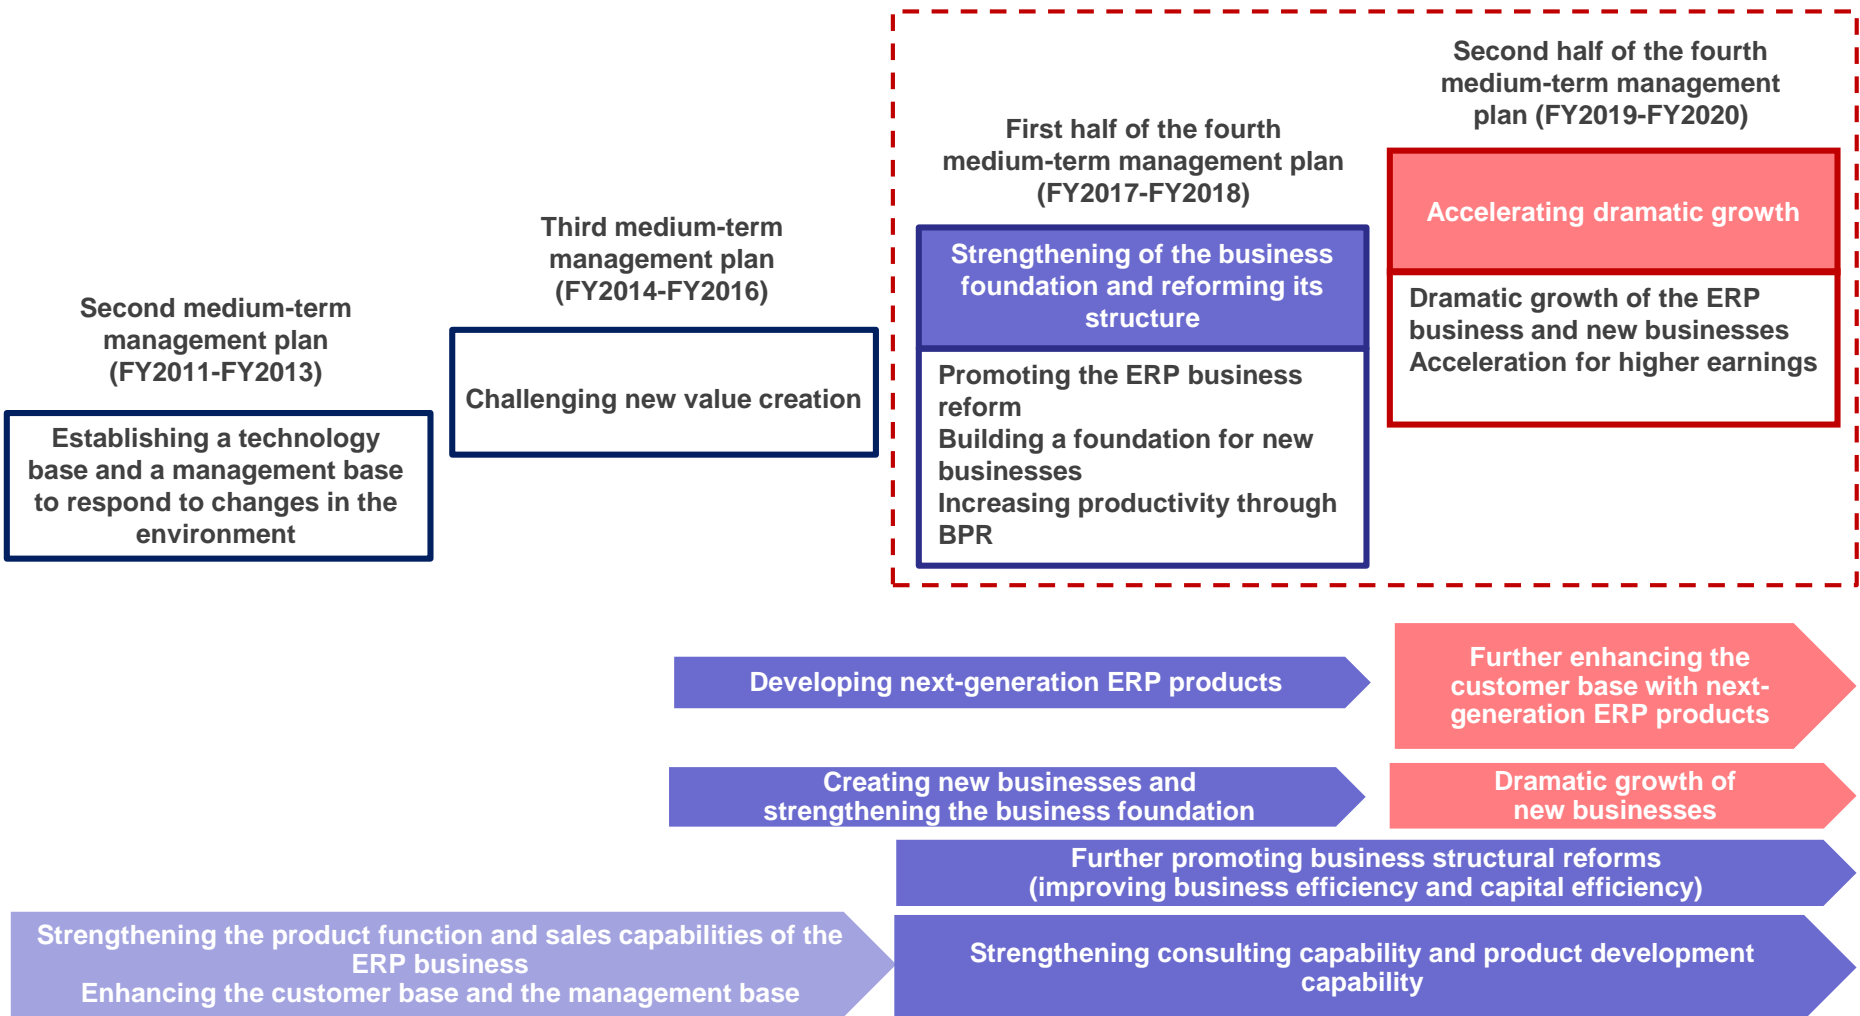 Second medium-term
management plan
(FY2011-FY2013)
Establishing a technology
base and a management base
to respond to changes in the
environment
Third medium-term
management plan
(FY2014-FY2016)
Challenging new value creation
First half of the fourth
medium-term management plan
(FY2017-FY2018)
Strengthening of the business
foundation and reforming its
structure
Promoting the ERP business
reform
Building a foundation for new
businesses
Increasing productivity through
BPR
Second half of the fourth
medium-term management
plan (FY2019-FY2020)
Accelerating dramatic growth
Dramatic growth of the ERP
business and new businesses
Acceleration for higher earnings
Developing next-generation ERP products
Further enhancing the
customer base with next-
generation ERP products
Creating new businesses and
strengthening the business foundation
Dramatic growth of
new businesses
Further promoting business structural reforms
(improving business efficiency and capital efficiency)
Strengthening the product function and sales capabilities of the
ERP business
Enhancing the customer base and the management base
Strengthening consulting capability and product development
capability